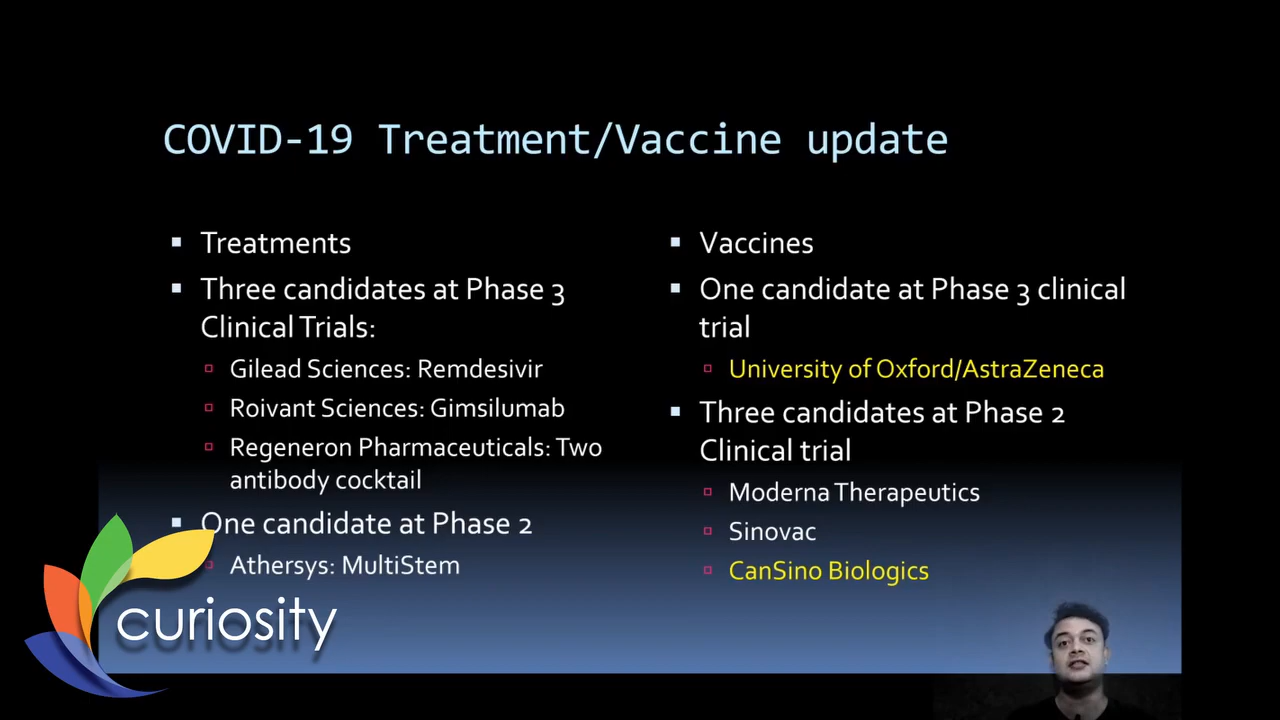 COVID-19 Treatment/Vaccine update
Treatments
Three candidates at Phase 3
Clinical Trials:
Gilead Sciences: Remdesivir
Roivant Sciences: Gimsilumab
Regeneron Pharmaceuticals: Two
antibody cocktail
One candidate at Phase 2
Athersys: MultiStem
Vaccines
One candidate at Phase 3 clinical
trial
University of Oxford/AstraZeneca
Three candidates at Phase 2
Clinical trial
Moderna Therapeutics
Sinovac
CanSino Biologics
curiosity